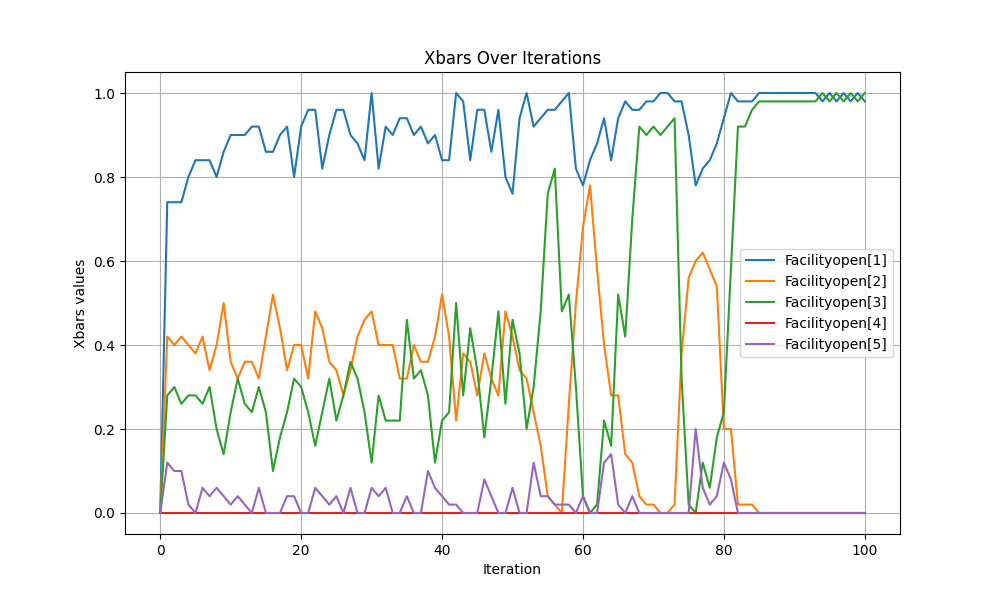 Xbars Over Iterations
Xbars values
1.0
0.8
0.6
0.4
0.2
0.0
Facilityopen[1]
Facilityopen[2]
Facilityopen[3]
Facilityopen[4]
Facilityopen[5]
0 20 40 60 80 100
Iteration